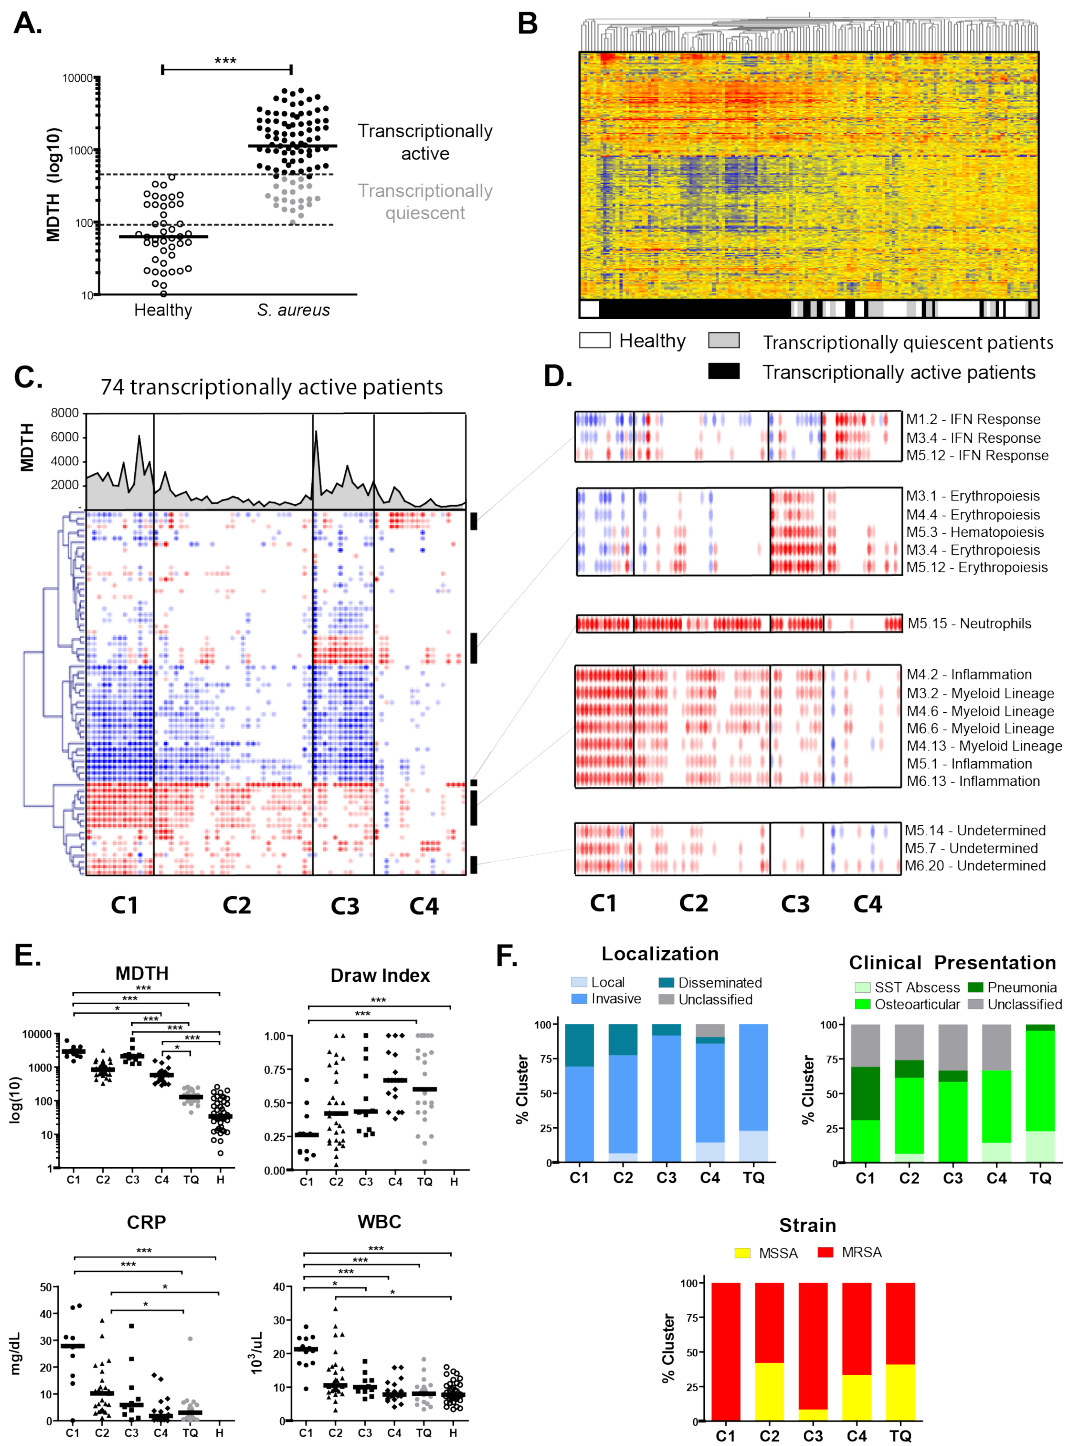 A.
***
10000
1000
100
10
MDTH (log10)
Healthy
S. aureus
Transcriptionally
active
Transcriptionally
quiescent
B.
Healthy
Transcriptionally quiescent patients
Transcriptionally active patients
C.
74 transcriptionally active patients
8000
6000
4000
2000
-
MDTH
C1
C2
C3
C4
D.
M1.2 - IFN Response
M3.4 - IFN Response
M5.12 - IFN Response
M3.1 - Erythropoiesis
M4.4 - Erythropoiesis
M5.3 - Hematopoiesis
M3.4 - Erythropoiesis
M5.12 - Erythropoiesis
M5.15 - Neutrophils
M4.2 - Inflammation
M3.2 - Myeloid Lineage
M4.6 - Myeloid Lineage
M6.6 - Myeloid Lineage
M4.13 - Myeloid Lineage
M5.1 - Inflammation
M6.13 - Inflammation
M5.14 - Undetermined
M5.7 - Undetermined
M6.20 - Undetermined
C1
C2
C3
C4
E.
MDTH
***
***
*
***
***
***
*
10000
1000
100
10
1
log(10)
C1 C2 C3 C4 TQ H
Draw Index
***
***
1.00
0.75
0.50
0.25
0.00
C1 C2 C3 C4 TQ H
CRP
***
***
*
*
50
40
30
20
10
0
mg/dL
C1 C2 C3 C4 TQ H
WBC
***
***
***
*
*
40
30
20
10
0
10³/uL
C1 C2 C3 C4 TQ H
F.
Localization
Local
Disseminated
Invasive
Unclassified
100
75
50
25
0
% Cluster
C1 C2 C3 C4 TQ
Clinical Presentation
SST Abscess
Pneumonia
Osteoarticular
Unclassified
100
75
50
25
0
% Cluster
C1 C2 C3 C4 TQ
Strain
MSSA
MRSA
100
75
50
25
0
% Cluster
C1 C2 C3 C4 TQ